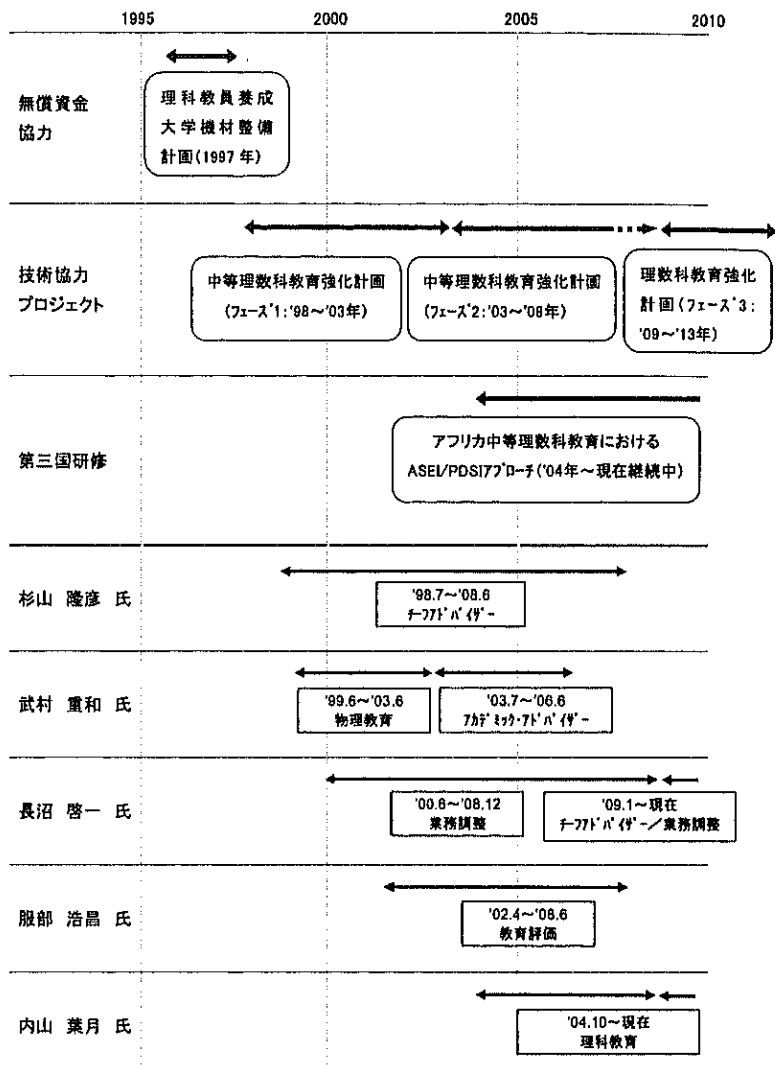 1995 2000 2005 2010
無償資金
協力
理科教員養成
大学機材整備
計画(1997年)
技術協力
プロジェクト
中等理数科教育強化計画
(フェーズ1:'98～'03年)
中等理数科教育強化計画
(フェーズ2:'03～'08年)
理数科教育強化
計画(フェーズ3:
'09～'13年)
第三国研修
アフリカ中等理数科教育における
ASEI/PDSIアプローチ('04年～現在継続中)
杉山 隆彦 氏
'98.7～'08.6
チーフアドバイザー
武村 重和 氏
'99.6～'03.6
物理教育
'03.7～'06.6
アカデミック・アドバイザー
長沼 啓一 氏
'00.6～'08.12
業務調整
'09.1～現在
チーフアドバイザー／業務調整
服部 浩昌 氏
'02.4～'08.6
教育評価
内山 葉月 氏
'04.10～現在
理科教育